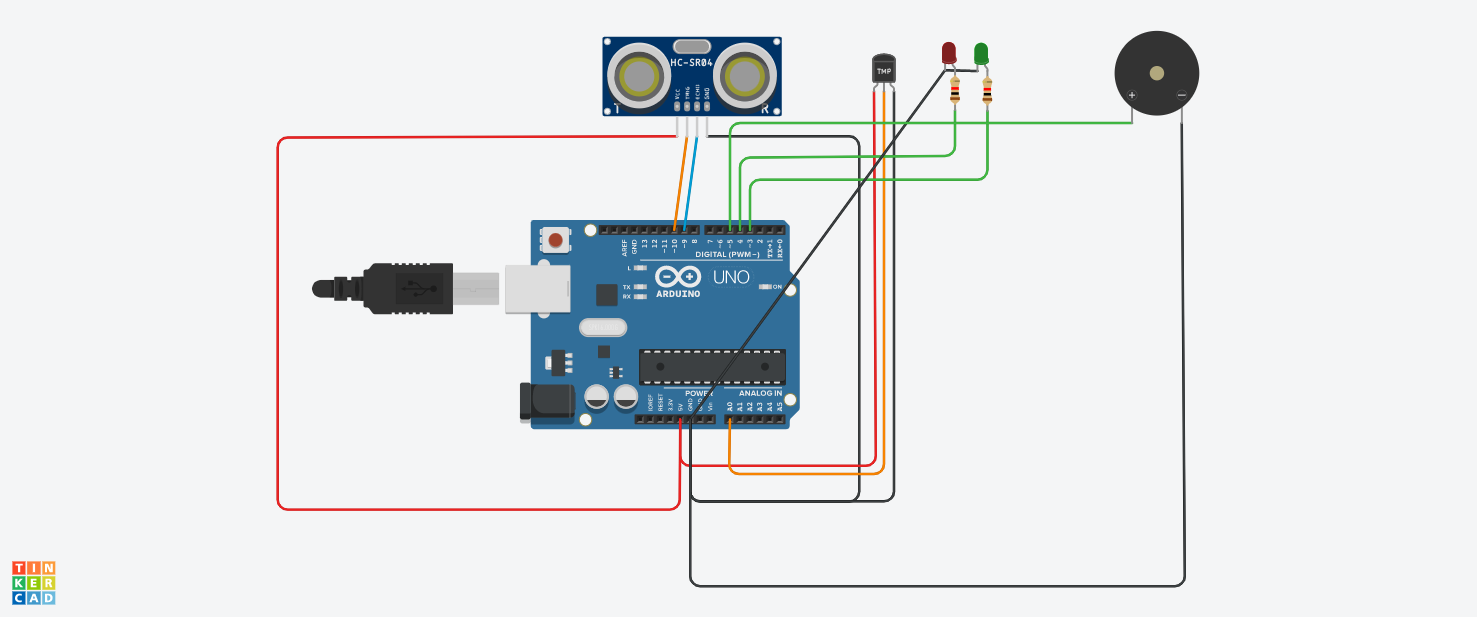 HC-SR04
VCC
TRIG
ECHO
GND
T
R
TMP
+
−
AREF
GND
13
12
~11
~10
~9
8
7
~6
~5
4
~3
2
TX→1
RX←0
DIGITAL (PWM~)
L
TX
RX
UNO
ARDUINO
ON
POWER
ANALOG IN
IOREF
RESET
3.3V
5V
GND
Vin
A0
A1
A2
A3
A4
A5
TIN
KER
CAD